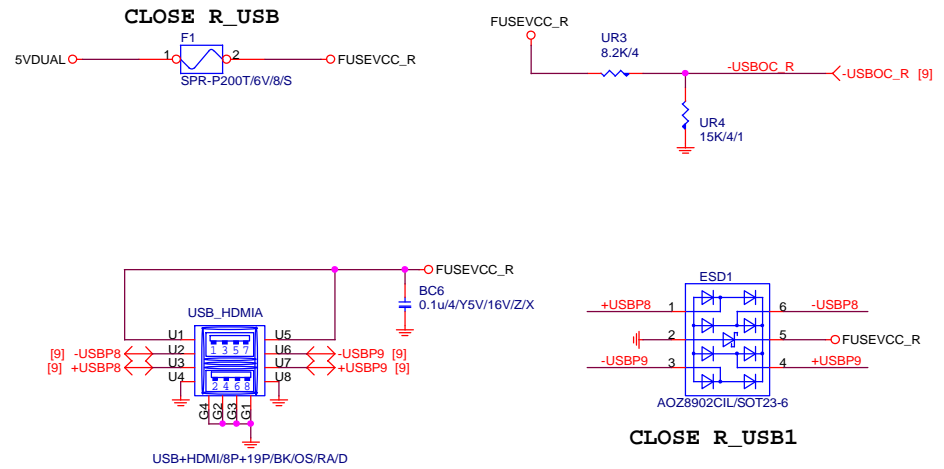 CLOSE R_USB
F1
5VDUAL 1 2 FUSEVCC_R
SPR-P200T/6V/8/S
FUSEVCC_R
UR3
8.2K/4
-USBOC_R -USBOC_R [9]
UR4
15K/4/1
FUSEVCC_R
BC6
0.1u/4/Y5V/16V/Z/X
USB_HDMIA
U1 U5
[9] -USBP8 U2 1 3 5 7 U6 -USBP9 [9]
[9] +USBP8 U3 U7 +USBP9 [9]
U4 2 4 6 8 U8
G4 G2 G3 G1
USB+HDMI/8P+19P/BK/OS/RA/D
ESD1
+USBP8 1 6 -USBP8
2 5 FUSEVCC_R
-USBP9 3 4 +USBP9
AOZ8902CIL/SOT23-6
CLOSE R_USB1